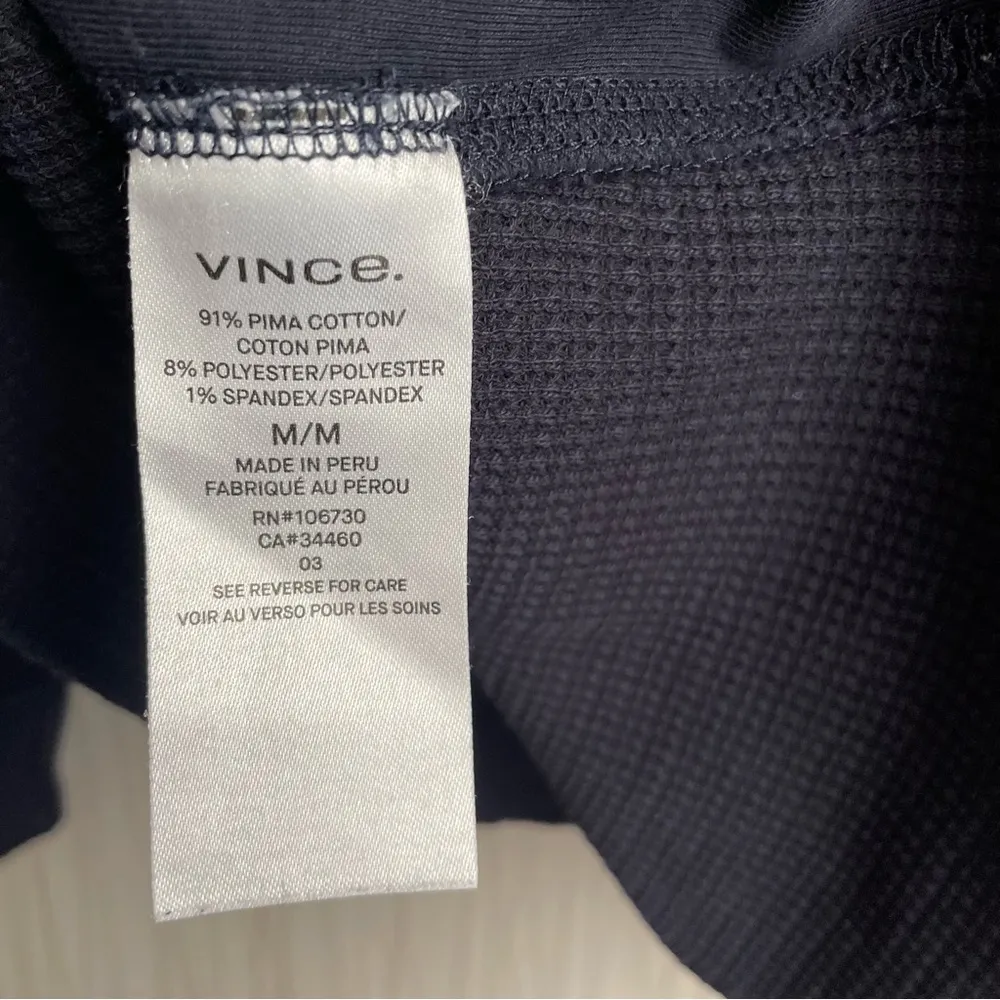 VINCe.
91% PIMA COTTON/
COTON PIMA
8% POLYESTER/POLYESTER
1% SPANDEX/SPANDEX
M/M
MADE IN PERU
FABRIQUÉ AU PÉROU
RN#106730
CA#34460
03
SEE REVERSE FOR CARE
VOIR AU VERSO POUR LES SOINS